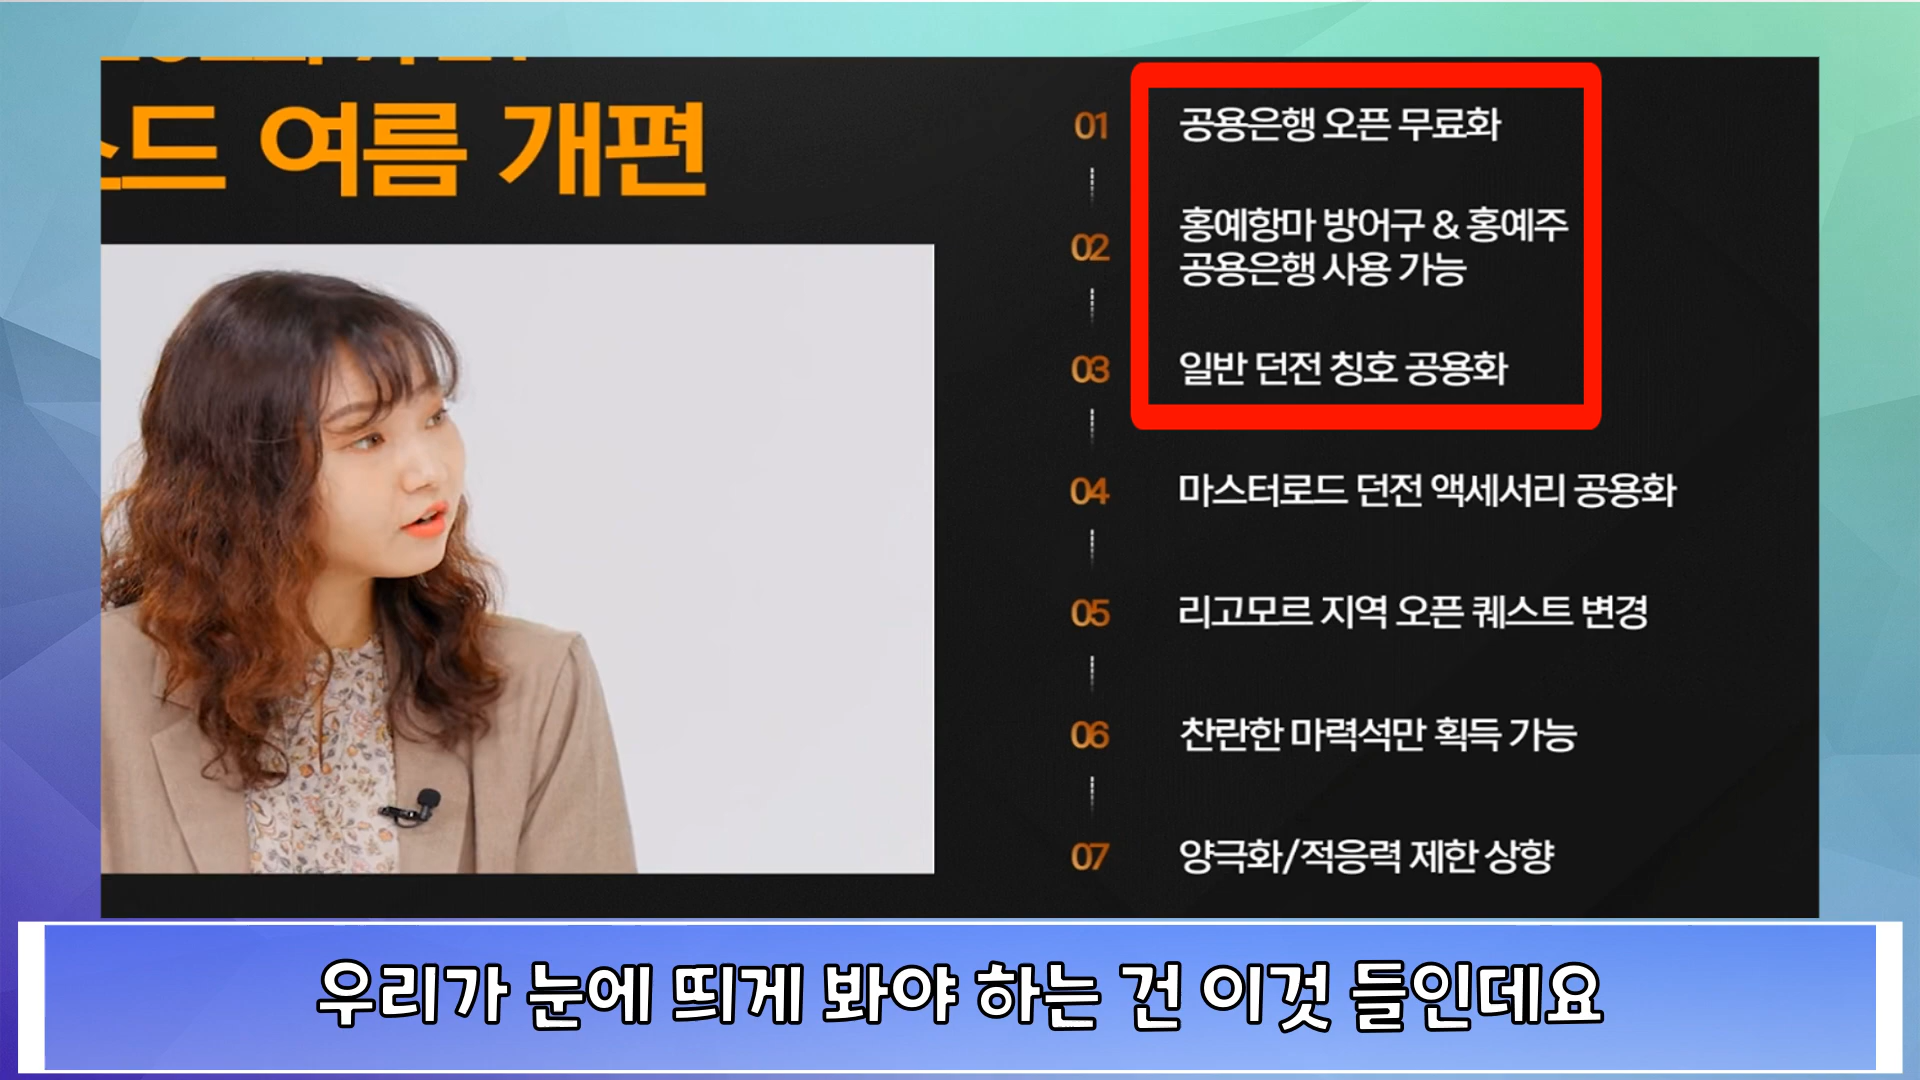 드 여름 개편
01 공용은행 오픈 무료화
02 홍예항마 방어구 & 홍예주
공용은행 사용 가능
03 일반 던전 칭호 공용화
04 마스터로드 던전 액세서리 공용화
05 리고모르 지역 오픈 퀘스트 변경
06 찬란한 마력석만 획득 가능
07 양극화/적응력 제한 상향
우리가 눈에 띄게 봐야 하는 건 이것 들인데요